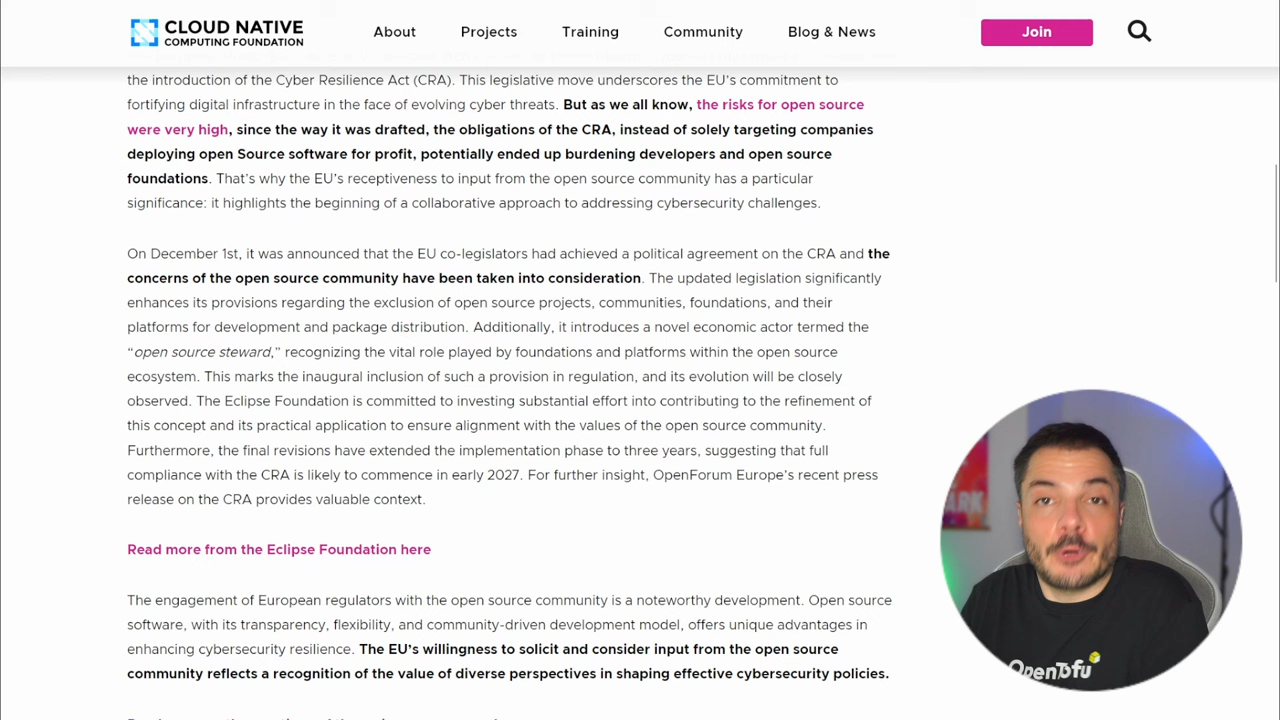 CLOUD NATIVE
COMPUTING FOUNDATION
About
Projects
Training
Community
Blog & News
Join
the introduction of the Cyber Resilience Act (CRA). This legislative move underscores the EU's commitment to
fortifying digital infrastructure in the face of evolving cyber threats. But as we all know, the risks for open source
were very high, since the way it was drafted, the obligations of the CRA, instead of solely targeting companies
deploying open Source software for profit, potentially ended up burdening developers and open source
foundations. That's why the EU's receptiveness to input from the open source community has a particular
significance: it highlights the beginning of a collaborative approach to addressing cybersecurity challenges.
On December 1st, it was announced that the EU co-legislators had achieved a political agreement on the CRA and the
concerns of the open source community have been taken into consideration. The updated legislation significantly
enhances its provisions regarding the exclusion of open source projects, communities, foundations, and their
platforms for development and package distribution. Additionally, it introduces a novel economic actor termed the
“open source steward,” recognizing the vital role played by foundations and platforms within the open source
ecosystem. This marks the inaugural inclusion of such a provision in regulation, and its evolution will be closely
observed. The Eclipse Foundation is committed to investing substantial effort into contributing to the refinement of
this concept and its practical application to ensure alignment with the values of the open source community.
Furthermore, the final revisions have extended the implementation phase to three years, suggesting that full
compliance with the CRA is likely to commence in early 2027. For further insight, OpenForum Europe's recent press
release on the CRA provides valuable context.
Read more from the Eclipse Foundation here
The engagement of European regulators with the open source community is a noteworthy development. Open source
software, with its transparency, flexibility, and community-driven development model, offers unique advantages in
enhancing cybersecurity resilience. The EU's willingness to solicit and consider input from the open source
community reflects a recognition of the value of diverse perspectives in shaping effective cybersecurity policies.
OpenTofu